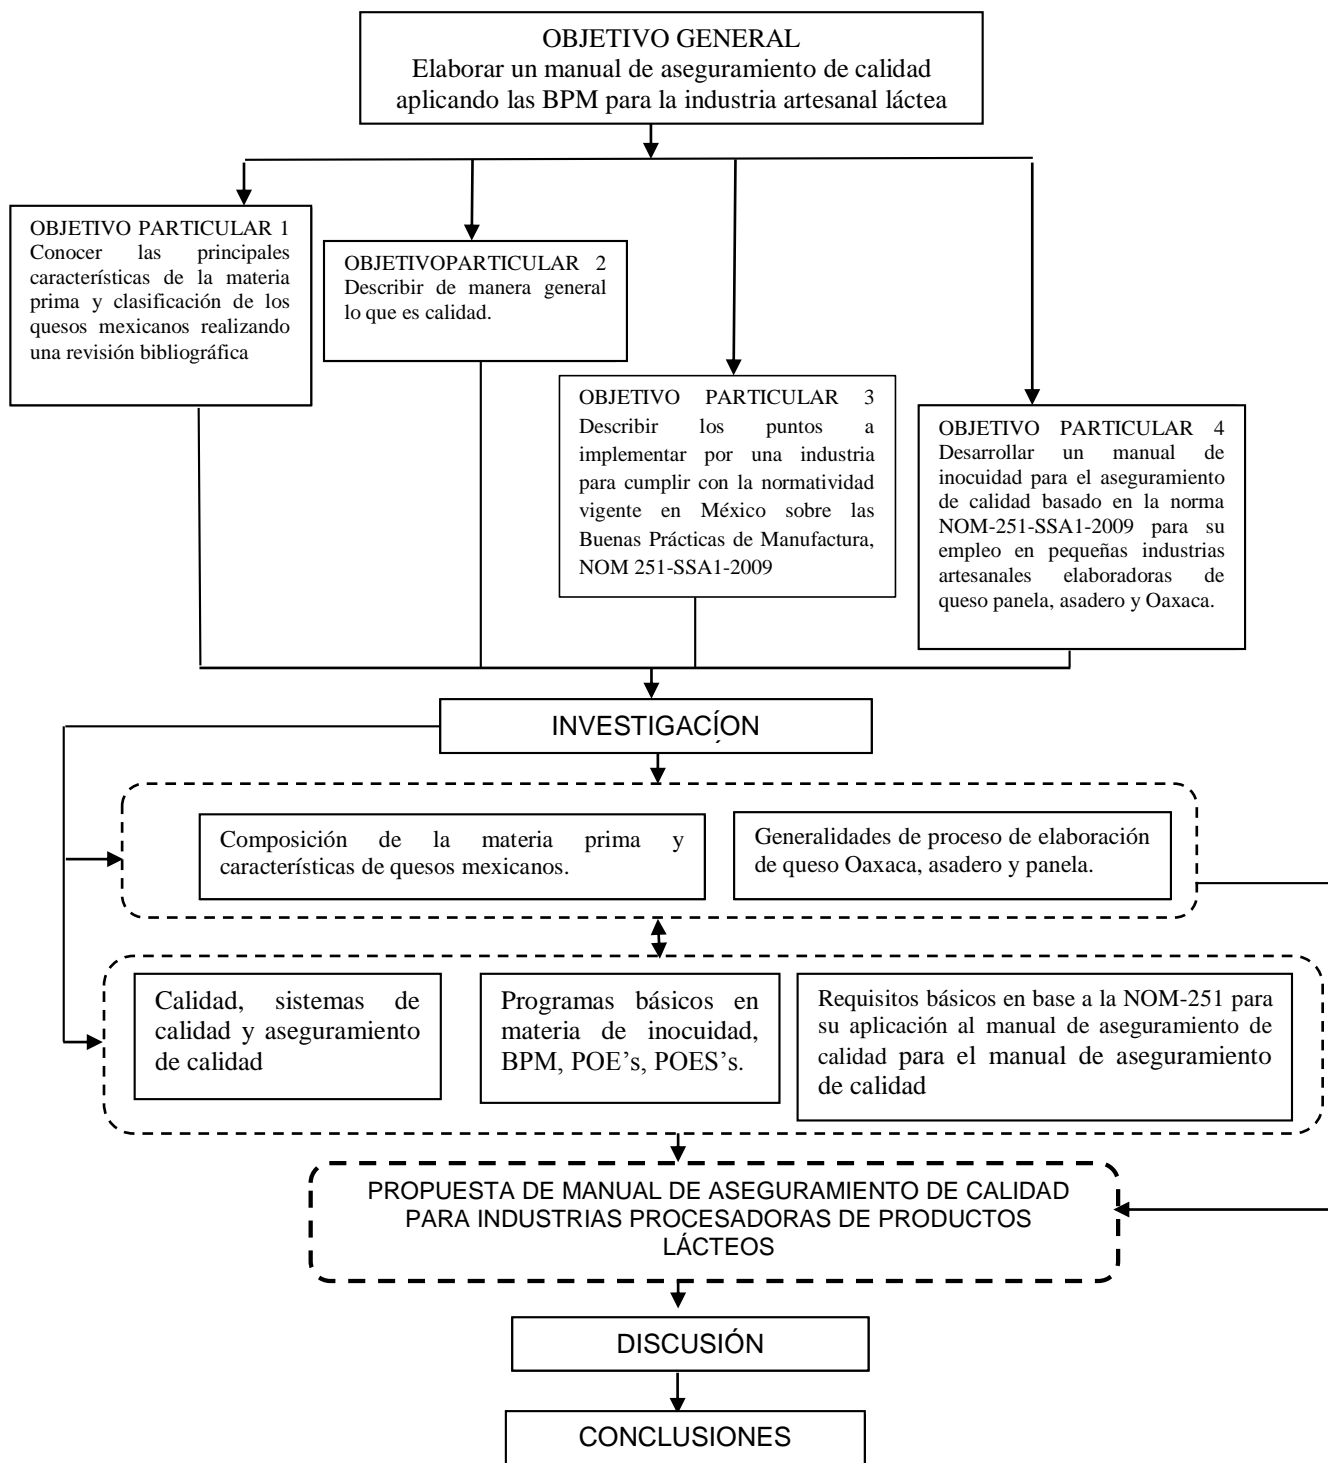 OBJETIVO GENERAL
Elaborar un manual de aseguramiento de calidad
aplicando las BPM para la industria artesanal láctea
OBJETIVO PARTICULAR 1
Conocer las principales
características de la materia
prima y clasificación de los
quesos mexicanos realizando
una revisión bibliográfica
OBJETIVOPARTICULAR 2
Describir de manera general
lo que es calidad.
OBJETIVO PARTICULAR 3
Describir los puntos a
implementar por una industria
para cumplir con la normatividad
vigente en México sobre las
Buenas Prácticas de Manufactura,
NOM 251-SSA1-2009
OBJETIVO PARTICULAR 4
Desarrollar un manual de
inocuidad para el aseguramiento
de calidad basado en la norma
NOM-251-SSA1-2009 para su
empleo en pequeñas industrias
artesanales elaboradoras de
queso panela, asadero y Oaxaca.
INVESTIGACÍON
Composición de la materia prima y
características de quesos mexicanos.
Generalidades de proceso de elaboración
de queso Oaxaca, asadero y panela.
Calidad, sistemas de
calidad y aseguramiento
de calidad
Programas básicos en
materia de inocuidad,
BPM, POE’s, POES’s.
Requisitos básicos en base a la NOM-251 para
su aplicación al manual de aseguramiento de
calidad para el manual de aseguramiento
de calidad
PROPUESTA DE MANUAL DE ASEGURAMIENTO DE CALIDAD
PARA INDUSTRIAS PROCESADORAS DE PRODUCTOS
LÁCTEOS
DISCUSIÓN
CONCLUSIONES